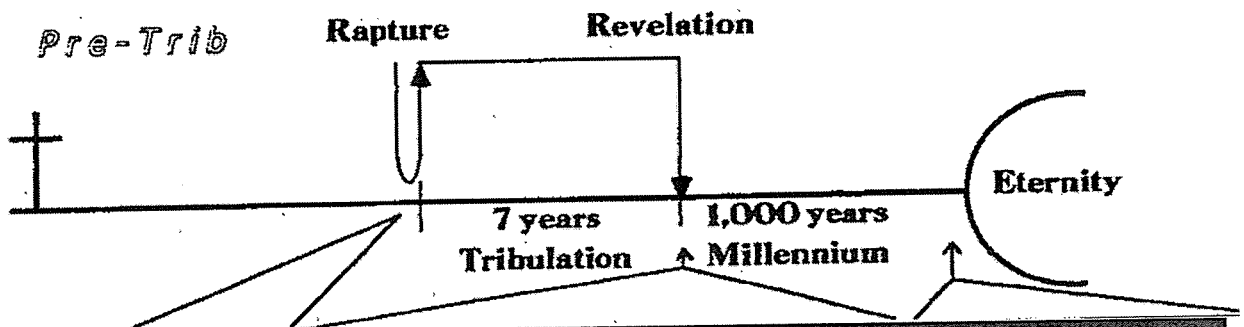 Pre-Trib
Rapture
Revelation
Eternity
7 years
1,000 years
Tribulation
Millennium